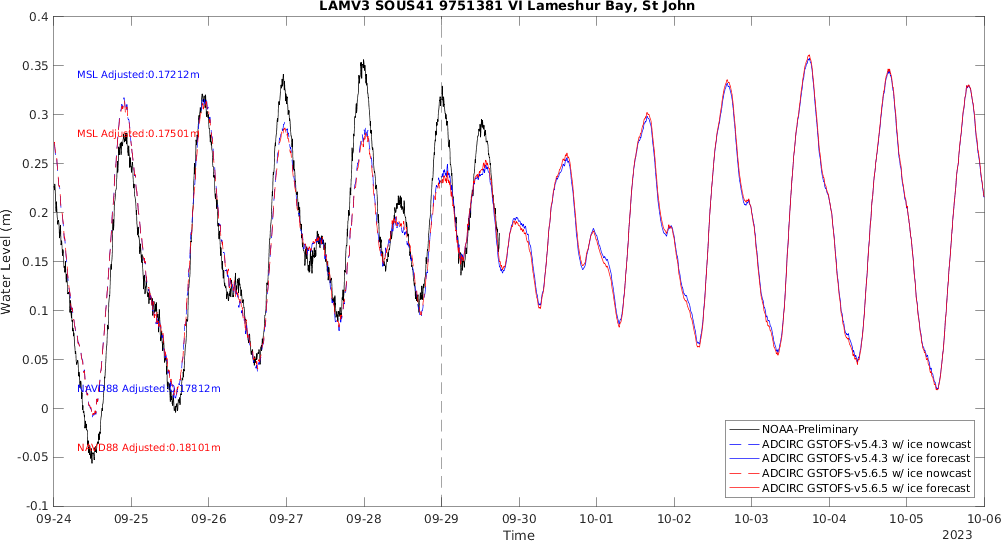 LAMV3 SOUS41 9751381 VI Lameshur Bay, St John
0.4
0.35
0.3
0.25
0.2
0.15
0.1
0.05
0
-0.05
-0.1
Water Level (m)
MSL Adjusted:0.17212m
MSL Adjusted:0.17501m
NAVD88 Adjusted:0.17812m
NAVD88 Adjusted:0.18101m
NOAA-Preliminary
ADCIRC GSTOFS-v5.4.3 w/ ice nowcast
ADCIRC GSTOFS-v5.4.3 w/ ice forecast
ADCIRC GSTOFS-v5.6.5 w/ ice nowcast
ADCIRC GSTOFS-v5.6.5 w/ ice forecast
09-24 09-25 09-26 09-27 09-28 09-29 09-30 10-01 10-02 10-03 10-04 10-05 10-06
Time
2023